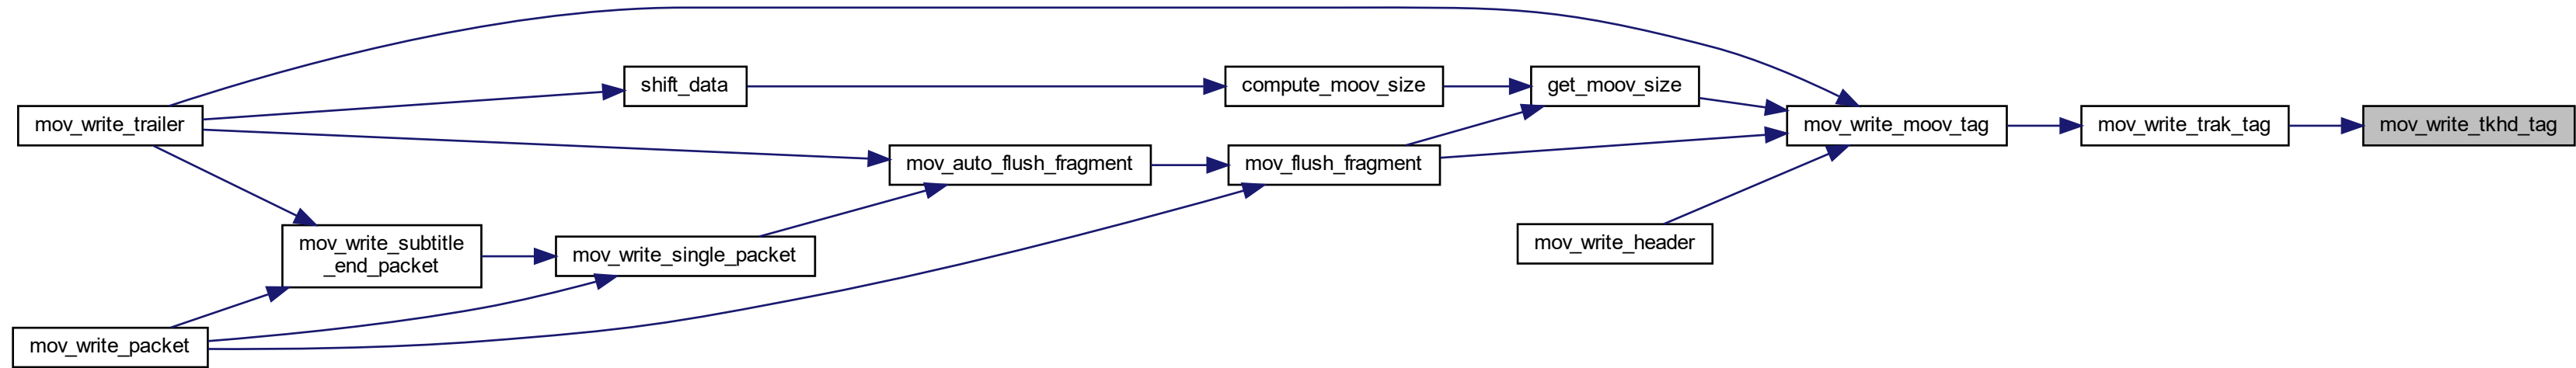 shift_data
compute_moov_size
get_moov_size
mov_write_trailer
mov_write_moov_tag
mov_write_trak_tag
mov_write_tkhd_tag
mov_auto_flush_fragment
mov_flush_fragment
mov_write_subtitle
_end_packet
mov_write_single_packet
mov_write_header
mov_write_packet